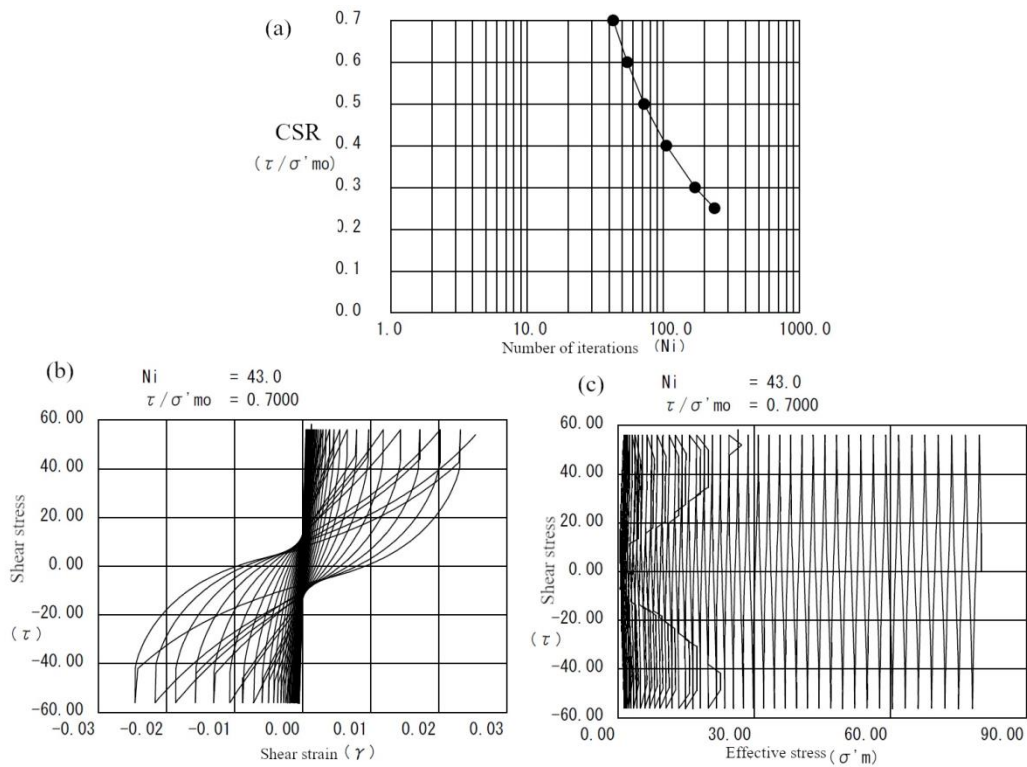 (a)
0.7
0.6
0.5
CSR
(τ/σ'mo)
0.4
0.3
0.2
0.1
0.0
1.0 10.0 100.0 1000.0
Number of iterations (Ni)
(b)
Ni = 43.0
τ/σ'mo = 0.7000
60.00
40.00
20.00
0.00
-20.00
-40.00
-60.00
Shear stress
(τ)
-0.03 -0.02 -0.01 0.00 0.01 0.02 0.03
Shear strain (γ)
(c)
Ni = 43.0
τ/σ'mo = 0.7000
60.00
40.00
20.00
0.00
-20.00
-40.00
-60.00
Shear stress
(τ)
0.00 30.00 60.00 90.00
Effective stress (σ'm)